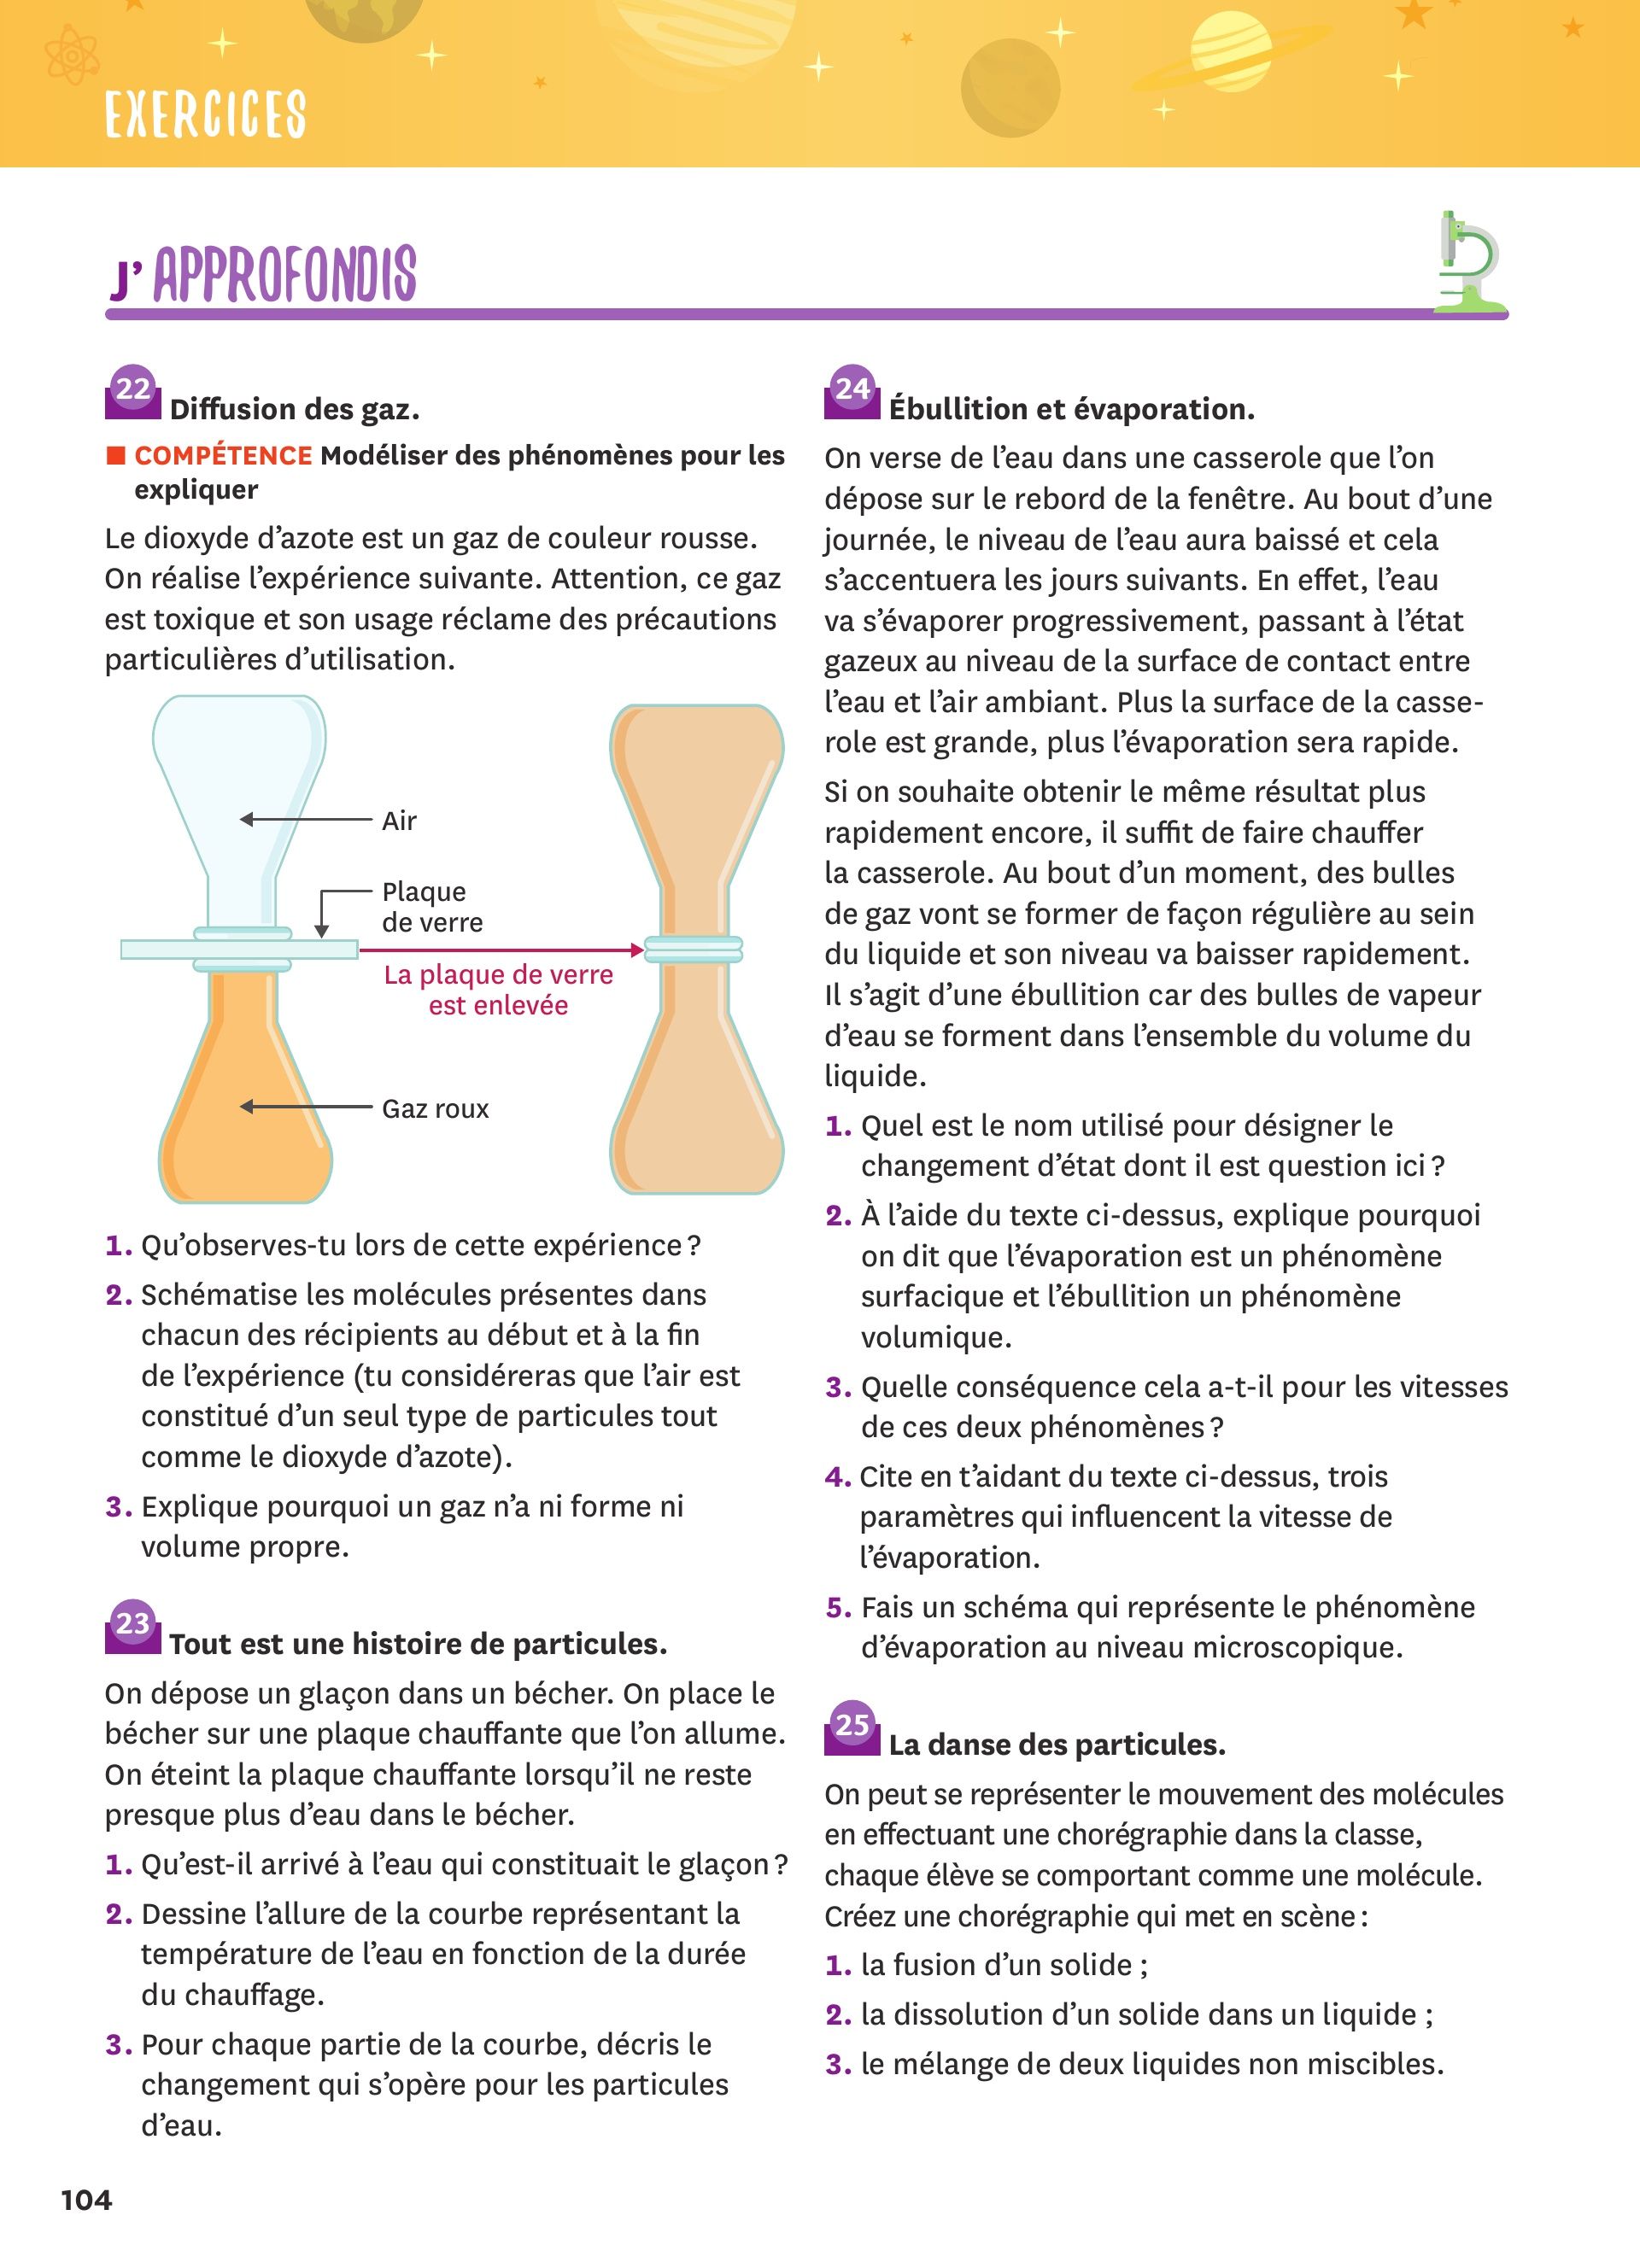 EXERCICES
J’APPROFONDIS
22 Diffusion des gaz.
■ COMPÉTENCE Modéliser des phénomènes pour les
expliquer
Le dioxyde d’azote est un gaz de couleur rousse.
On réalise l’expérience suivante. Attention, ce gaz
est toxique et son usage réclame des précautions
particulières d’utilisation.
Air
Plaque
de verre
La plaque de verre
est enlevée
Gaz roux
1. Qu’observes-tu lors de cette expérience ?
2. Schématise les molécules présentes dans
chacun des récipients au début et à la fin
de l’expérience (tu considéreras que l’air est
constitué d’un seul type de particules tout
comme le dioxyde d’azote).
3. Explique pourquoi un gaz n’a ni forme ni
volume propre.
23 Tout est une histoire de particules.
On dépose un glaçon dans un bécher. On place le
bécher sur une plaque chauffante que l’on allume.
On éteint la plaque chauffante lorsqu’il ne reste
presque plus d’eau dans le bécher.
1. Qu’est-il arrivé à l’eau qui constituait le glaçon ?
2. Dessine l’allure de la courbe représentant la
température de l’eau en fonction de la durée
du chauffage.
3. Pour chaque partie de la courbe, décris le
changement qui s’opère pour les particules
d’eau.
24 Ébullition et évaporation.
On verse de l’eau dans une casserole que l’on
dépose sur le rebord de la fenêtre. Au bout d’une
journée, le niveau de l’eau aura baissé et cela
s’accentuera les jours suivants. En effet, l’eau
va s’évaporer progressivement, passant à l’état
gazeux au niveau de la surface de contact entre
l’eau et l’air ambiant. Plus la surface de la casse-
role est grande, plus l’évaporation sera rapide.
Si on souhaite obtenir le même résultat plus
rapidement encore, il suffit de faire chauffer
la casserole. Au bout d’un moment, des bulles
de gaz vont se former de façon régulière au sein
du liquide et son niveau va baisser rapidement.
Il s’agit d’une ébullition car des bulles de vapeur
d’eau se forment dans l’ensemble du volume du
liquide.
1. Quel est le nom utilisé pour désigner le
changement d’état dont il est question ici ?
2. À l’aide du texte ci-dessus, explique pourquoi
on dit que l’évaporation est un phénomène
surfacique et l’ébullition un phénomène
volumique.
3. Quelle conséquence cela a-t-il pour les vitesses
de ces deux phénomènes ?
4. Cite en t’aidant du texte ci-dessus, trois
paramètres qui influencent la vitesse de
l’évaporation.
5. Fais un schéma qui représente le phénomène
d’évaporation au niveau microscopique.
25 La danse des particules.
On peut se représenter le mouvement des molécules
en effectuant une chorégraphie dans la classe,
chaque élève se comportant comme une molécule.
Créez une chorégraphie qui met en scène :
1. la fusion d’un solide ;
2. la dissolution d’un solide dans un liquide ;
3. le mélange de deux liquides non miscibles.
104